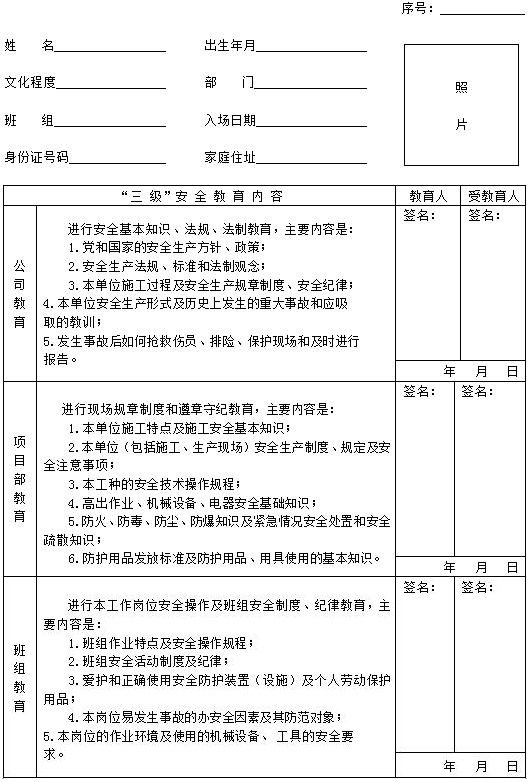 序号：
姓 名
出生年月
文化程度
部 门
照
班 组
入场日期
片
身份证号码
家庭住址
“三 级”安 全 教 育 内 容
教育人
受教育人
公司教育
进行安全基本知识、法规、法制教育，主要内容是：
1.党和国家的安全生产方针、政策；
2.安全生产法规、标准和法制观念；
3.本单位施工过程及安全生产规章制度、安全纪律；
4.本单位安全生产形式及历史上发生的重大事故和应吸
取的教训；
5.发生事故后如何抢救伤员、排险、保护现场和及时进行
报告。
签名：
签名：
年 月 日
项目部教育
进行现场规章制度和遵章守纪教育，主要内容是：
1.本单位施工特点及施工安全基本知识；
2.本单位（包括施工、生产现场）安全生产制度、规定及安
全注意事项；
3.本工种的安全技术操作规程；
4.高出作业、机械设备、电器安全基础知识；
5.防火、防毒、防尘、防爆知识及紧急情况安全处置和安全
疏散知识；
6.防护用品发放标准及防护用品、用具使用的基本知识。
签名：
签名：
年 月 日
班组教育
进行本工作岗位安全操作及班组安全制度、纪律教育，主
要内容是：
1.班组作业特点及安全操作规程；
2.班组安全活动制度及纪律；
3.爱护和正确使用安全防护装置（设施）及个人劳动保护
用品；
4.本岗位易发生事故的办安全因素及其防范对象；
5.本岗位的作业环境及使用的机械设备、 工具的安全要
求。
签名：
签名：
年 月 日